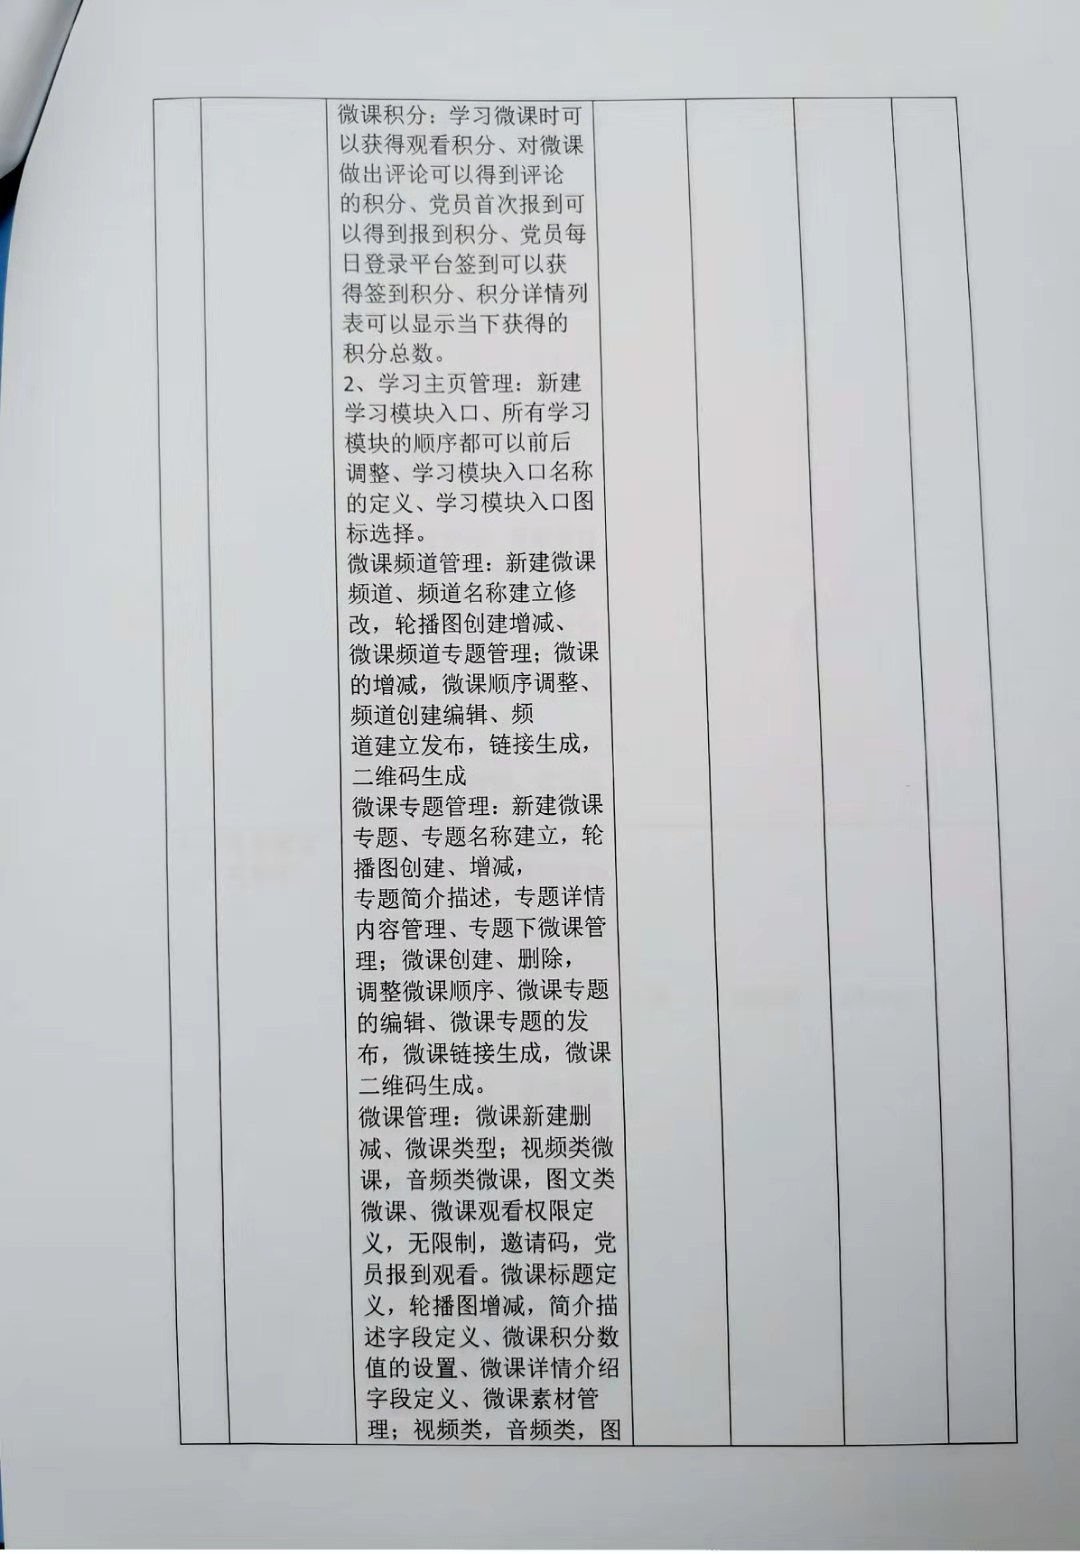 微课积分：学习微课时可
以获得观看积分、对微课
做出评论可以得到评论
的积分、党员首次报到可
以得到报到积分、党员每
日登录平台签到可以获
得签到积分、积分详情列
表可以显示当下获得的
积分总数。
2、学习主页管理：新建
学习模块入口、所有学习
模块的顺序都可以前后
调整、学习模块入口名称
的定义、学习模块入口图
标选择。
微课频道管理：新建微课
频道、频道名称建立修
改，轮播图创建增减、
微课频道专题管理；微课
的增减，微课顺序调整、
频道创建编辑、频
道建立发布，链接生成，
二维码生成
微课专题管理：新建微课
专题、专题名称建立，轮
播图创建、增减，
专题简介描述，专题详情
内容管理、专题下微课管
理；微课创建、删除，
调整微课顺序、微课专题
的编辑、微课专题的发
布，微课链接生成，微课
二维码生成。
微课管理：微课新建删
减、微课类型；视频类微
课，音频类微课，图文类
微课、微课观看权限定
义，无限制，邀请码，党
员报到观看。微课标题定
义，轮播图增减，简介描
述字段定义、微课积分数
值的设置、微课详情介绍
字段定义、微课素材管
理；视频类，音频类，图